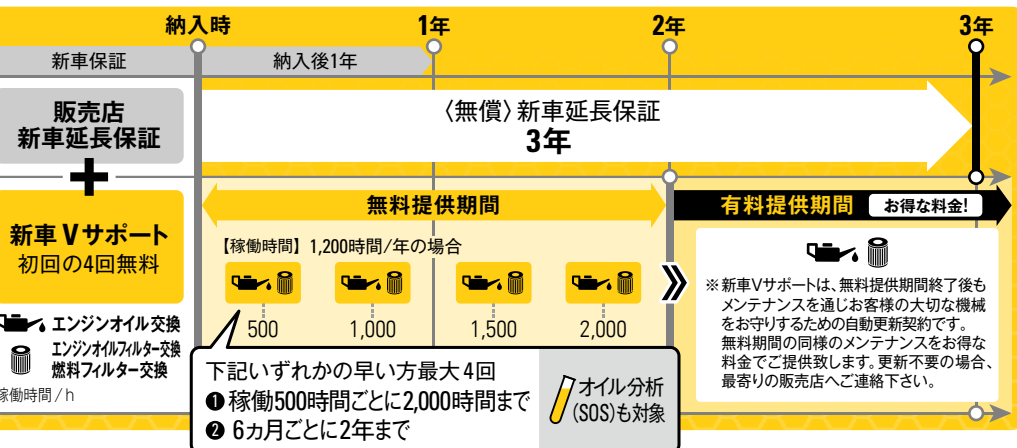 納入時
1年
2年
3年
新車保証
納入後1年
販売店
新車延長保証
〈無償〉新車延長保証
3年
新車Vサポート
初回の4回無料
無料提供期間
【稼働時間】1,200時間/年の場合
500
1,000
1,500
2,000
有料提供期間
お得な料金!
※新車Vサポートは、無料提供期間終了後も
メンテナンスを通じお客様の大切な機械
をお守りするための自動更新契約です。
無料期間の同様のメンテナンスをお得な
料金でご提供致します。更新不要の場合、
最寄りの販売店へご連絡下さい。
エンジンオイル交換
エンジンオイルフィルター交換
燃料フィルター交換
稼働時間/h
下記いずれかの早い方最大4回
❶稼働500時間ごとに2,000時間まで
❷ 6ヵ月ごとに2年まで
オイル分析
(SOS)も対象